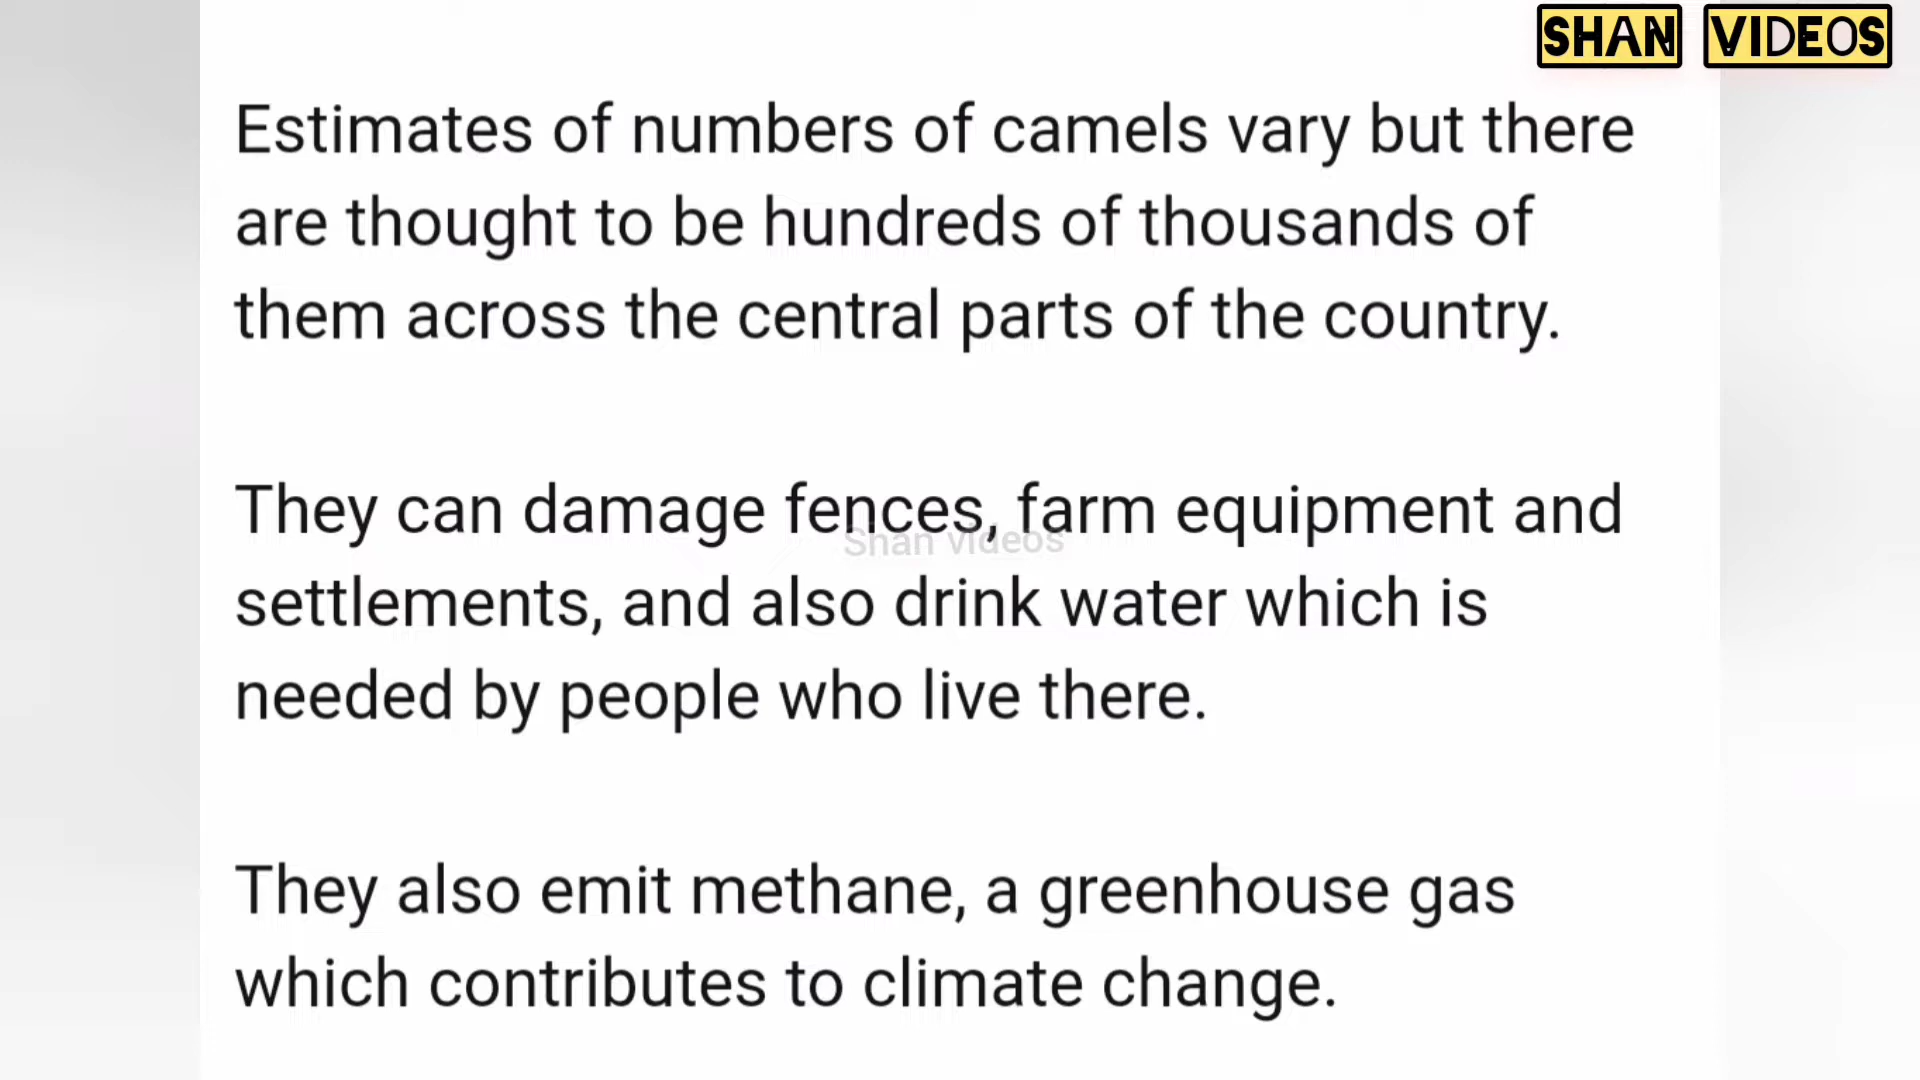 SHAN VIDEOS
Estimates of numbers of camels vary but there
are thought to be hundreds of thousands of
them across the central parts of the country.
They can damage fences, farm equipment and
Shan videos
settlements, and also drink water which is
needed by people who live there.
They also emit methane, a greenhouse gas
which contributes to climate change.